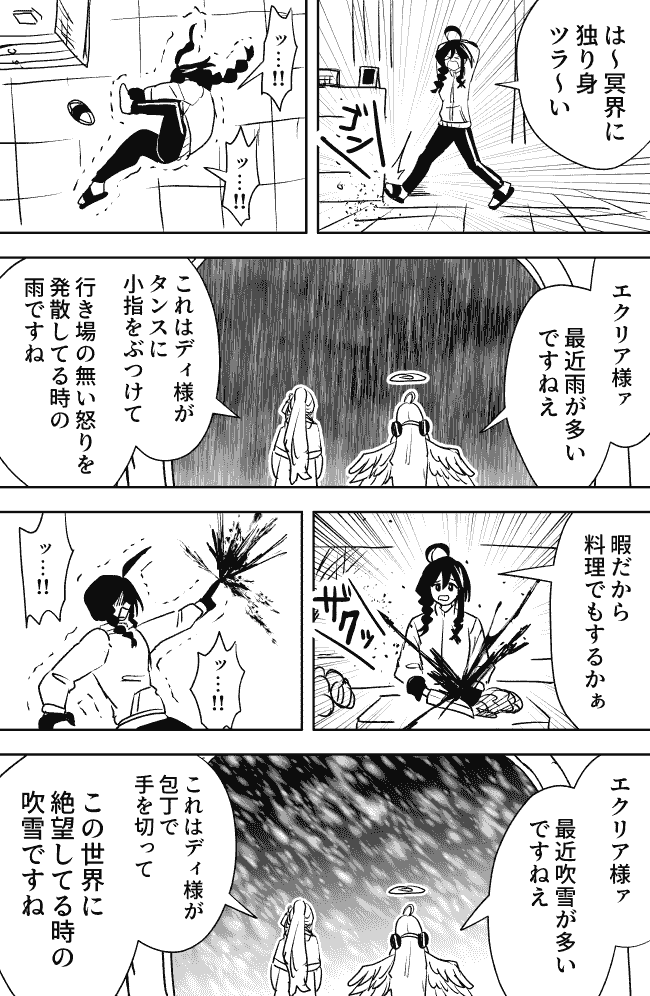 は～冥界に
独り身
ツラ～い
ゴン
ッ…!!
ッ…!!
エクリア様ァ
最近雨が多い
ですねえ
これはディ様が
タンスに
小指をぶつけて
行き場の無い怒りを
発散してる時の
雨ですね
暇だから
料理でもするかぁ
ザクッ
ッ…!!
ッ…!!
エクリア様ァ
最近吹雪が多い
ですねえ
これはディ様が
包丁で
手を切って
この世界に
絶望してる時の
吹雪ですね